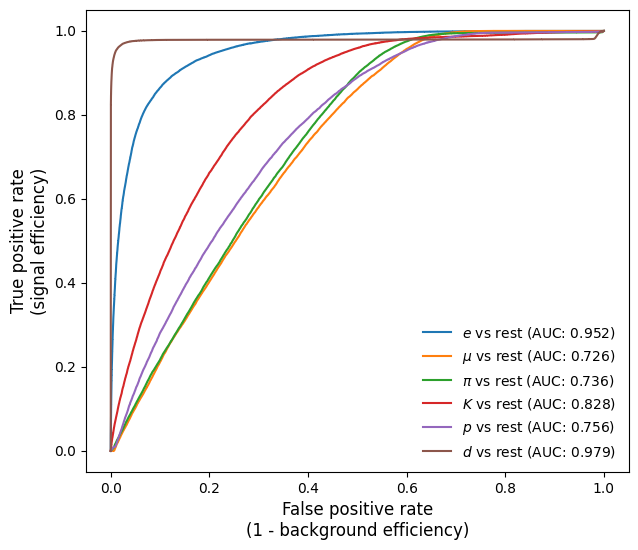 1.0
0.8
0.6
0.4
0.2
0.0
True positive rate
(signal efficiency)
e vs rest (AUC: 0.952)
μ vs rest (AUC: 0.726)
π vs rest (AUC: 0.736)
K vs rest (AUC: 0.828)
p vs rest (AUC: 0.756)
d vs rest (AUC: 0.979)
0.0 0.2 0.4 0.6 0.8 1.0
False positive rate
(1 - background efficiency)